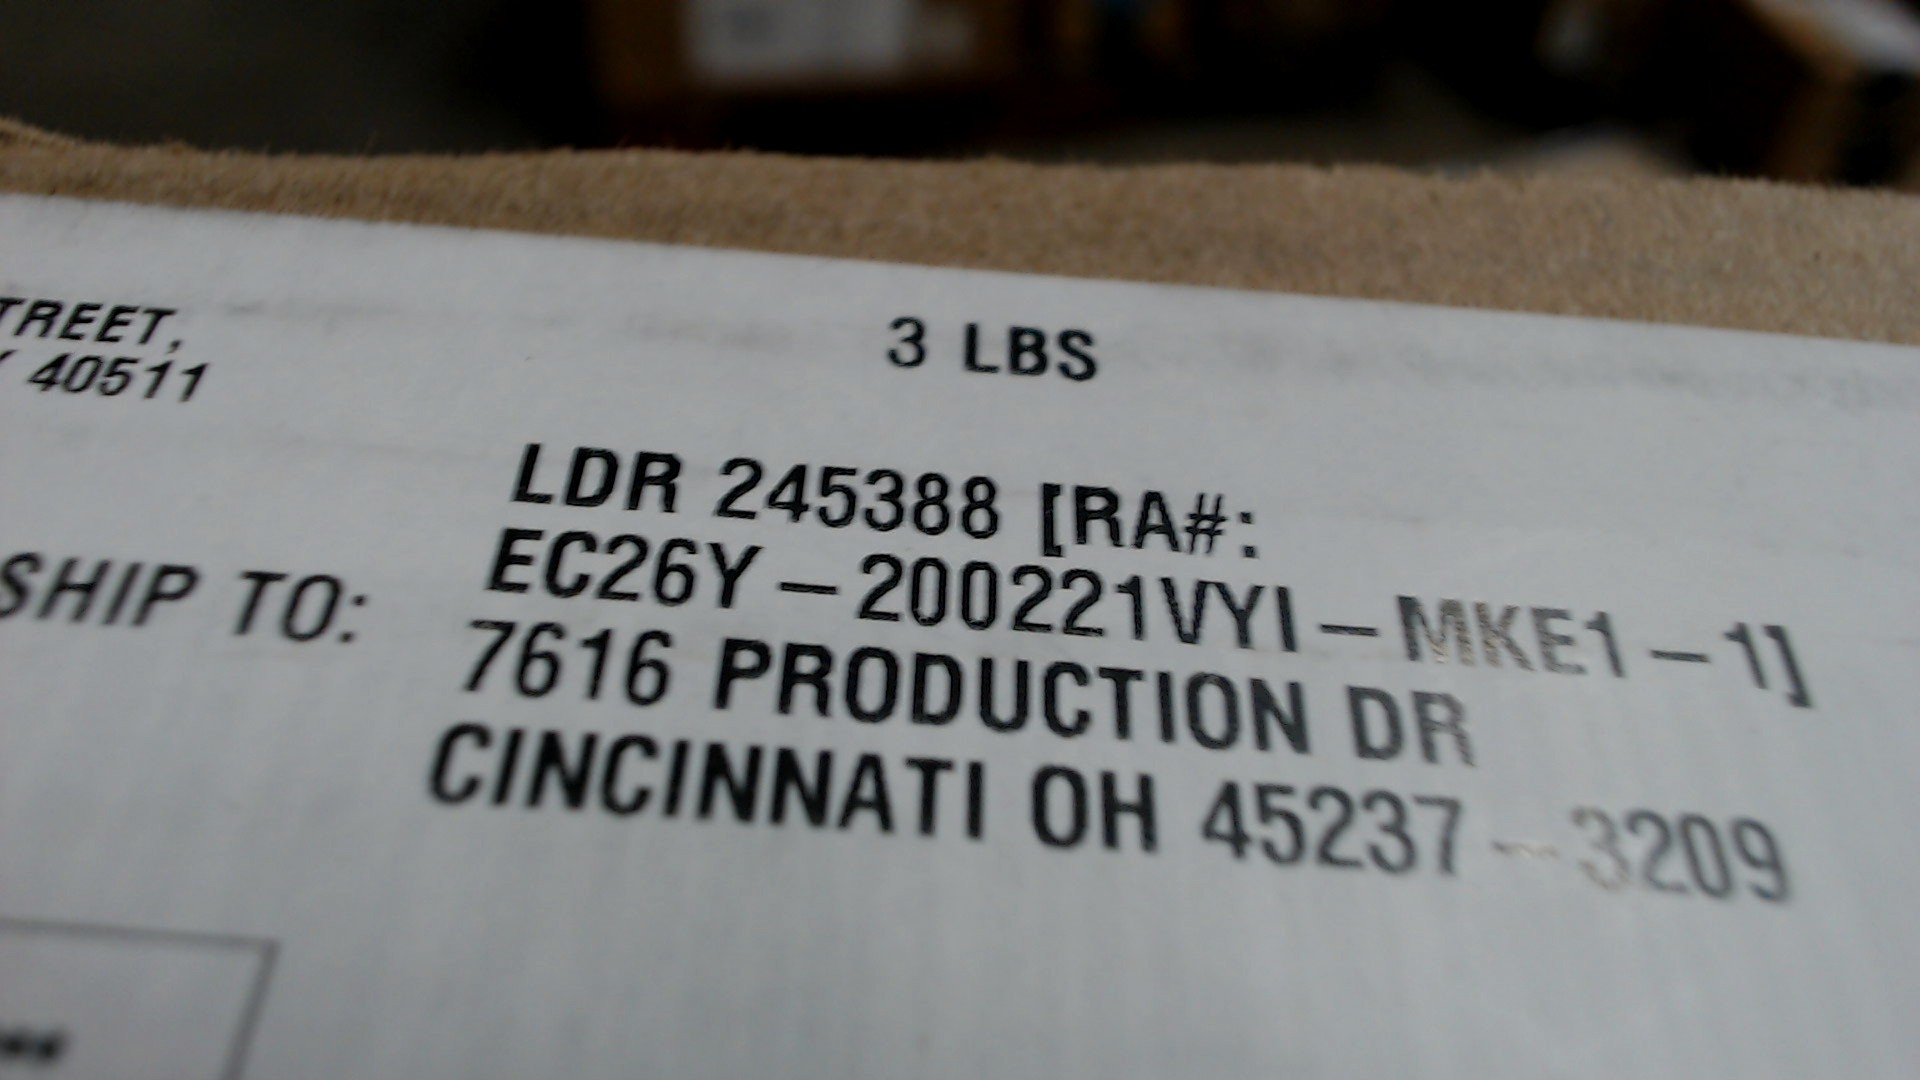 TREET,
40511
3 LBS
LDR 245388 [RA#:
EC26Y-200221VYI-MKE1-1]
SHIP TO:
7616 PRODUCTION DR
CINCINNATI OH 45237-3209